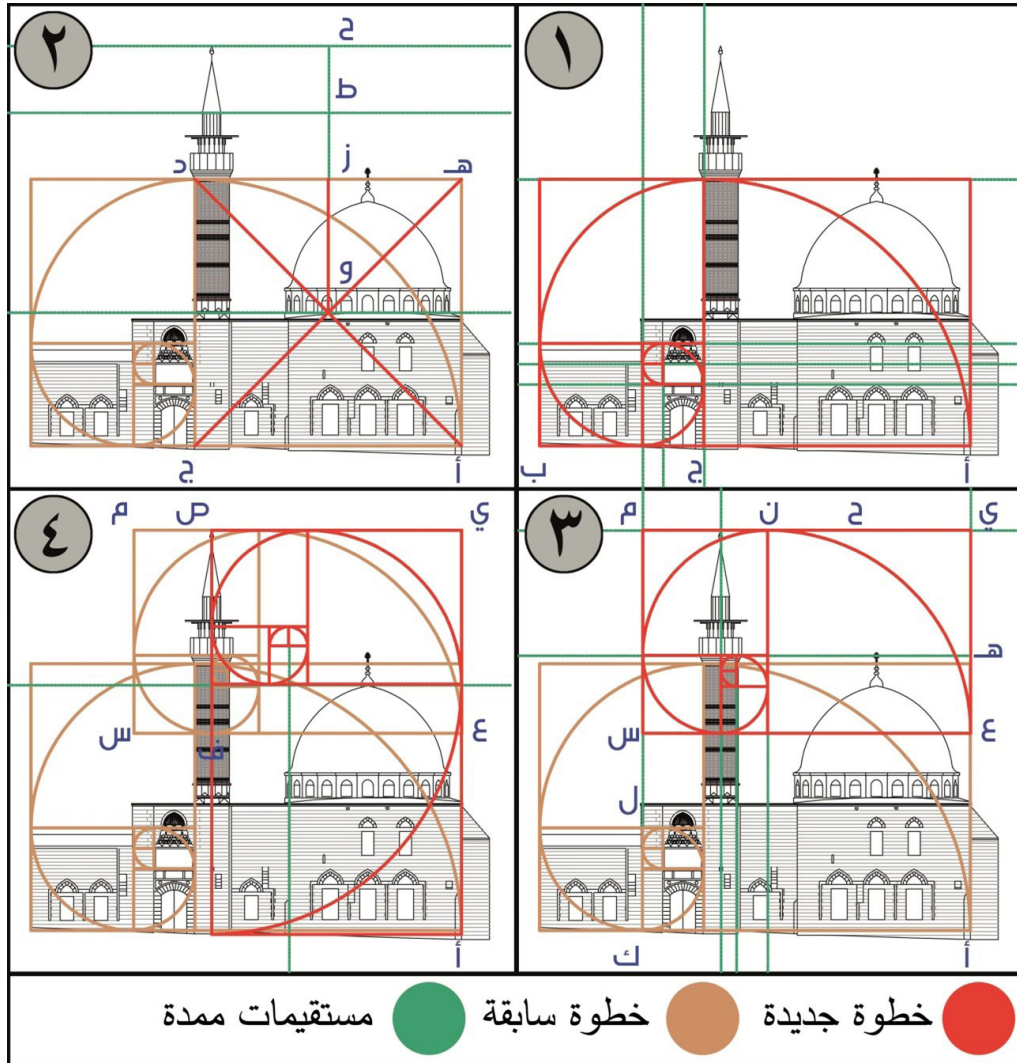 ١
أ
ب
ج
٢
ح
ط
د
ز
هـ
و
ج
أ
٣
م
ن
ح
ي
هـ
س
ع
ل
ك
أ
٤
م
ص
ي
س
ف
ع
أ
خطوة جديدة
خطوة سابقة
مستقيمات ممدة